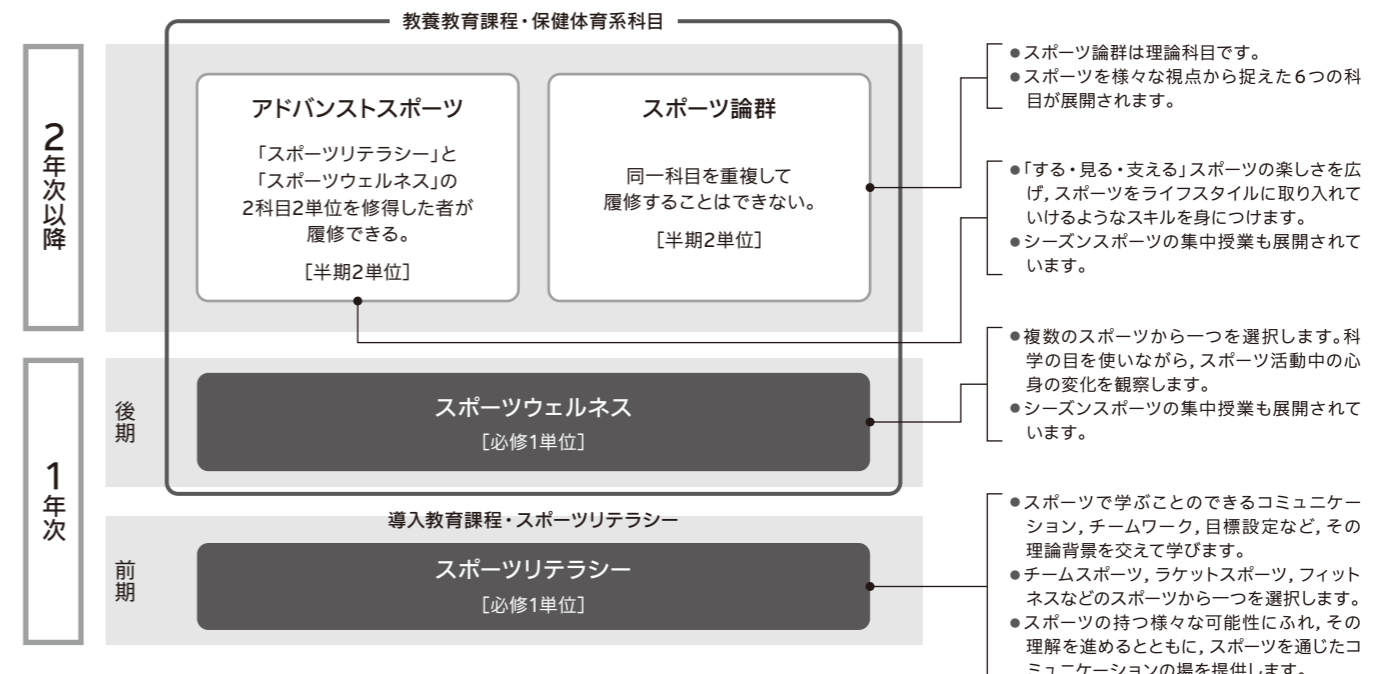 教養教育課程・保健体育系科目
2年次以降
アドバンストスポーツ
「スポーツリテラシー」と
「スポーツウェルネス」の
2科目2単位を修得した者が
履修できる。
［半期2単位］
スポーツ論群
同一科目を重複して
履修することはできない。
［半期2単位］
●スポーツ論群は理論科目です。
●スポーツを様々な視点から捉えた6つの科
目が展開されます。
●「する・見る・支える」スポーツの楽しさを広
げ，スポーツをライフスタイルに取り入れて
いけるようなスキルを身につけます。
●シーズンスポーツの集中授業も展開されて
います。
1年次
後期
スポーツウェルネス
［必修1単位］
●複数のスポーツから一つを選択します。科
学の目を使いながら，スポーツ活動中の心
身の変化を観察します。
●シーズンスポーツの集中授業も展開されて
います。
導入教育課程・スポーツリテラシー
前期
スポーツリテラシー
［必修1単位］
●スポーツで学ぶことのできるコミュニケー
ション，チームワーク，目標設定など，その
理論背景を交えて学びます。
●チームスポーツ，ラケットスポーツ，フィット
ネスなどのスポーツから一つを選択します。
●スポーツの持つ様々な可能性にふれ，その
理解を進めるとともに，スポーツを通じたコ
ミュニケーションの場を提供します。